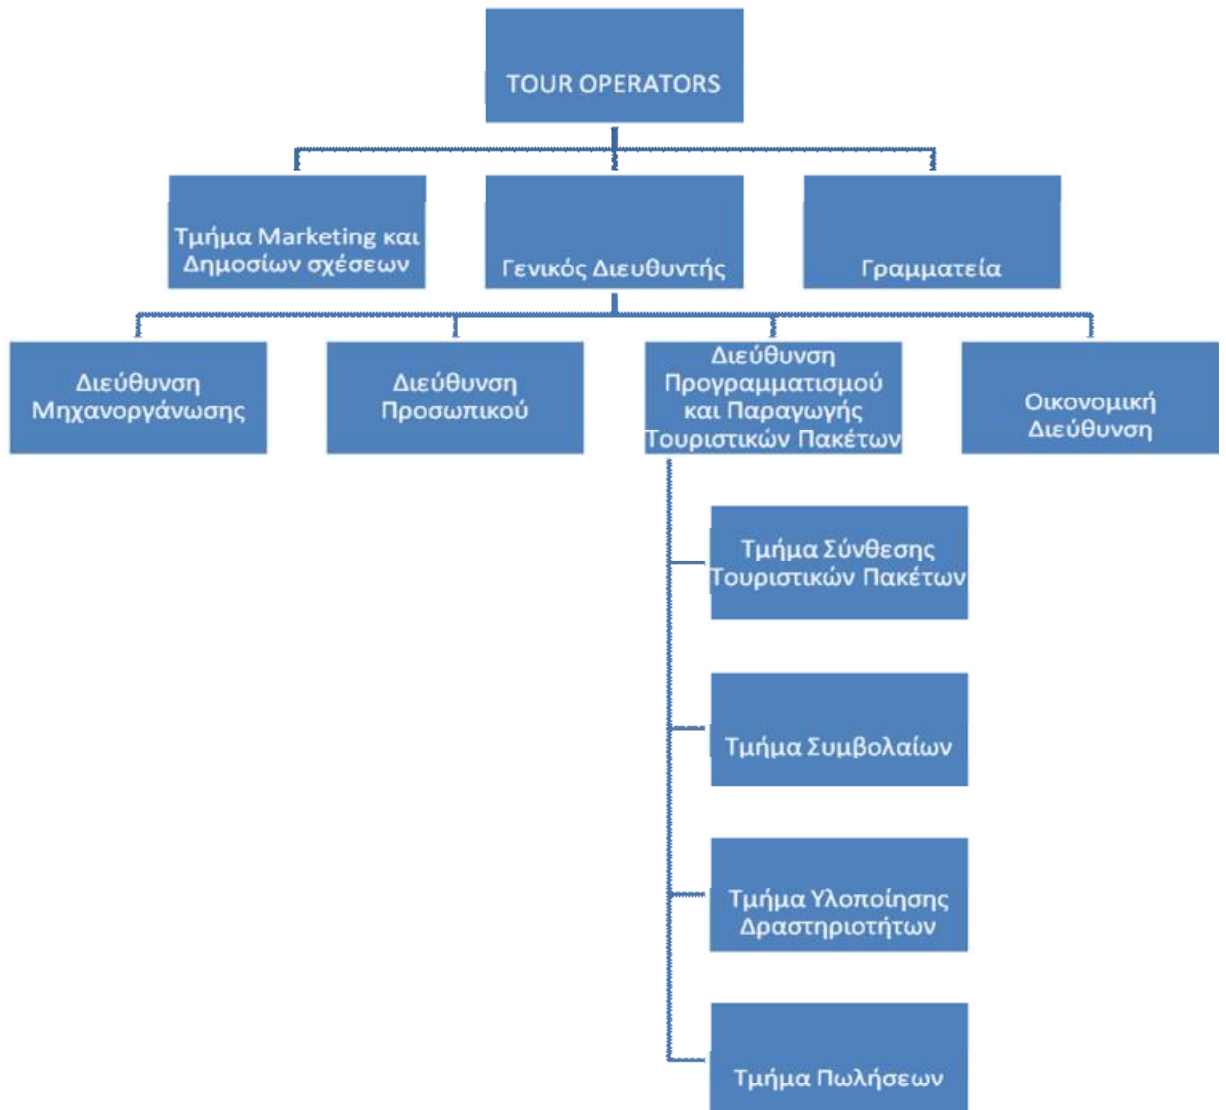 TOUR OPERATORS
Τμήμα Marketing και
Δημοσίων σχέσεων
Γενικός Διευθυντής
Γραμματεία
Διεύθυνση
Μηχανοργάνωσης
Διεύθυνση
Προσωπικού
Διεύθυνση
Προγραμματισμού
και Παραγωγής
Τουριστικών Πακέτων
Οικονομική
Διεύθυνση
Τμήμα Σύνθεσης
Τουριστικών Πακέτων
Τμήμα Συμβολαίων
Τμήμα Υλοποίησης
Δραστηριοτήτων
Τμήμα Πωλήσεων